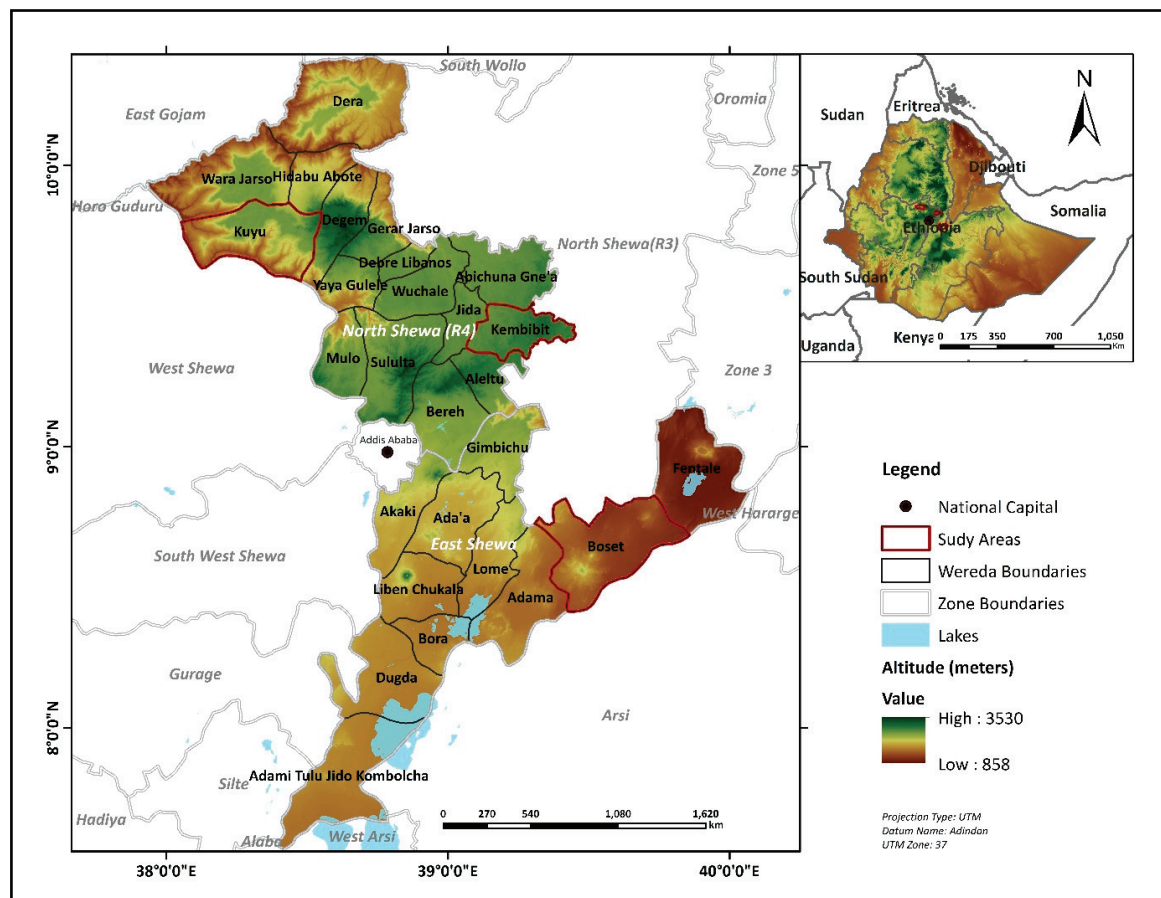 South Wollo
East Gojam
Dera
Oromia
10°0'0"N
Wara Jarso
Hidabu Abote
Zone 5
Horo Guduru
Degem
Kuyu
Gerar Jarso
North Shewa(R3)
Debre Libanos
Abichuna Gne'a
Yaya Gulele
Wuchale
Jida
North Shewa (R4)
Kembibit
Mulo
Sululta
West Shewa
Aleltu
Zone 3
Bereh
Addis Ababa
Gimbichu
9°0'0"N
Fentale
Akaki
Ada'a
West Hararge
East Shewa
Boset
South West Shewa
Lome
Liben Chukala
Adama
Bora
Dugda
Gurage
Arsi
8°0'0"N
Adami Tulu Jido Kombolcha
Silte
Hadiya
Alaba
West Arsi
0 270 540 1,080 1,620
km
38°0'0"E
39°0'0"E
40°0'0"E
N
Sudan
Eritrea
Djibouti
Somalia
Ethiopia
South Sudan
Kenya
Uganda
0 175 350 700 1,050
Km
Legend
National Capital
Sudy Areas
Wereda Boundaries
Zone Boundaries
Lakes
Altitude (meters)
Value
High : 3530
Low : 858
Projection Type: UTM
Datum Name: Adindan
UTM Zone: 37